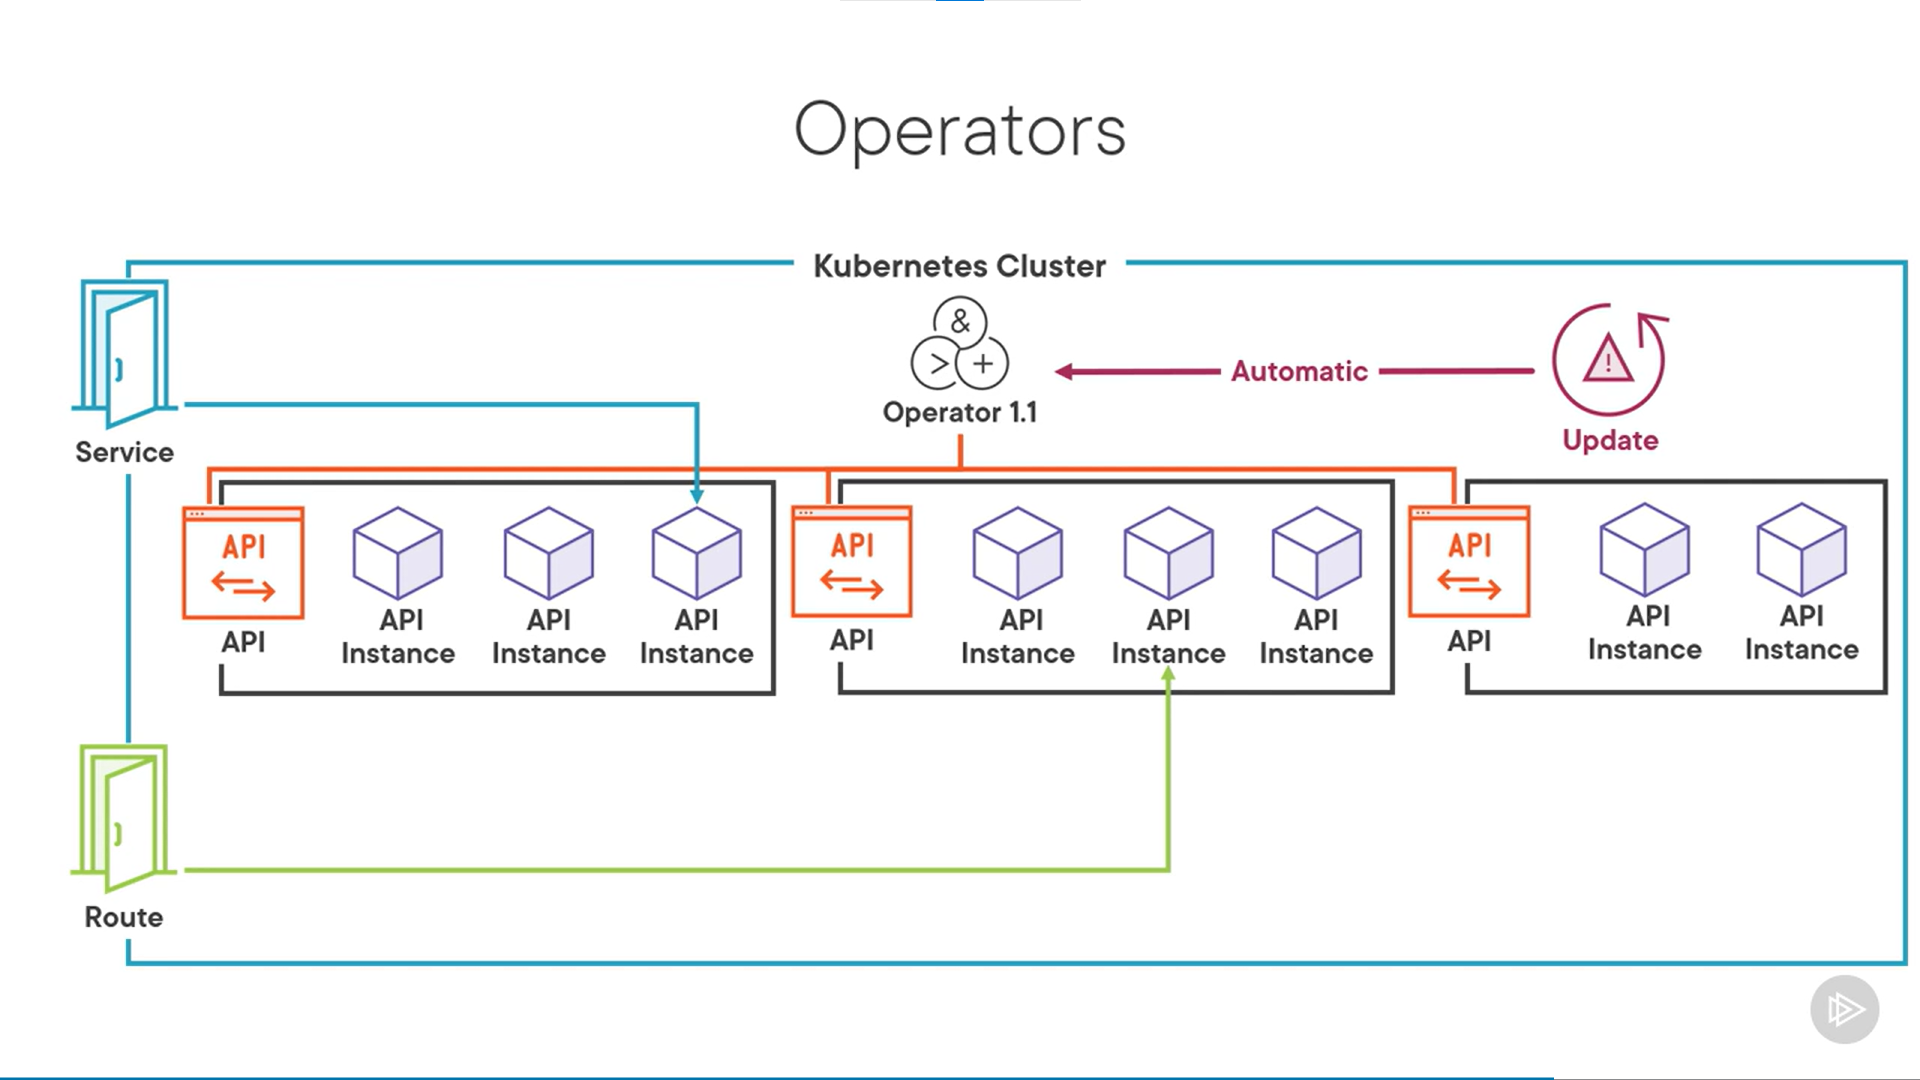 Operators
Kubernetes Cluster
&
> +
Operator 1.1
Automatic
!
Update
Service
API
API
API
Instance
API
Instance
API
Instance
API
API
API
Instance
API
Instance
API
Instance
API
API
API
Instance
API
Instance
Route